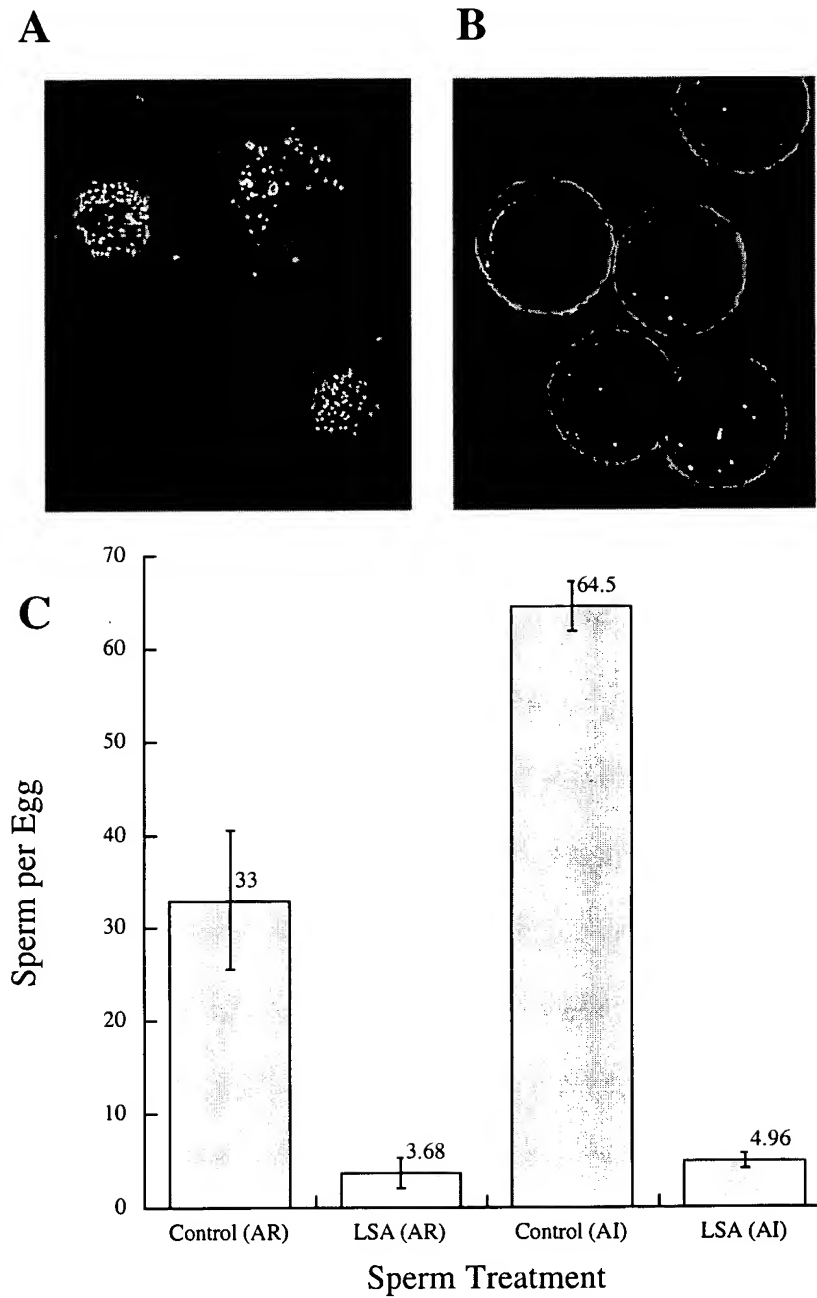 A
B
C
70
60
50
40
30
20
10
0
Sperm per Egg
33
3.68
64.5
4.96
Control (AR)
LSA (AR)
Control (AI)
LSA (AI)
Sperm Treatment